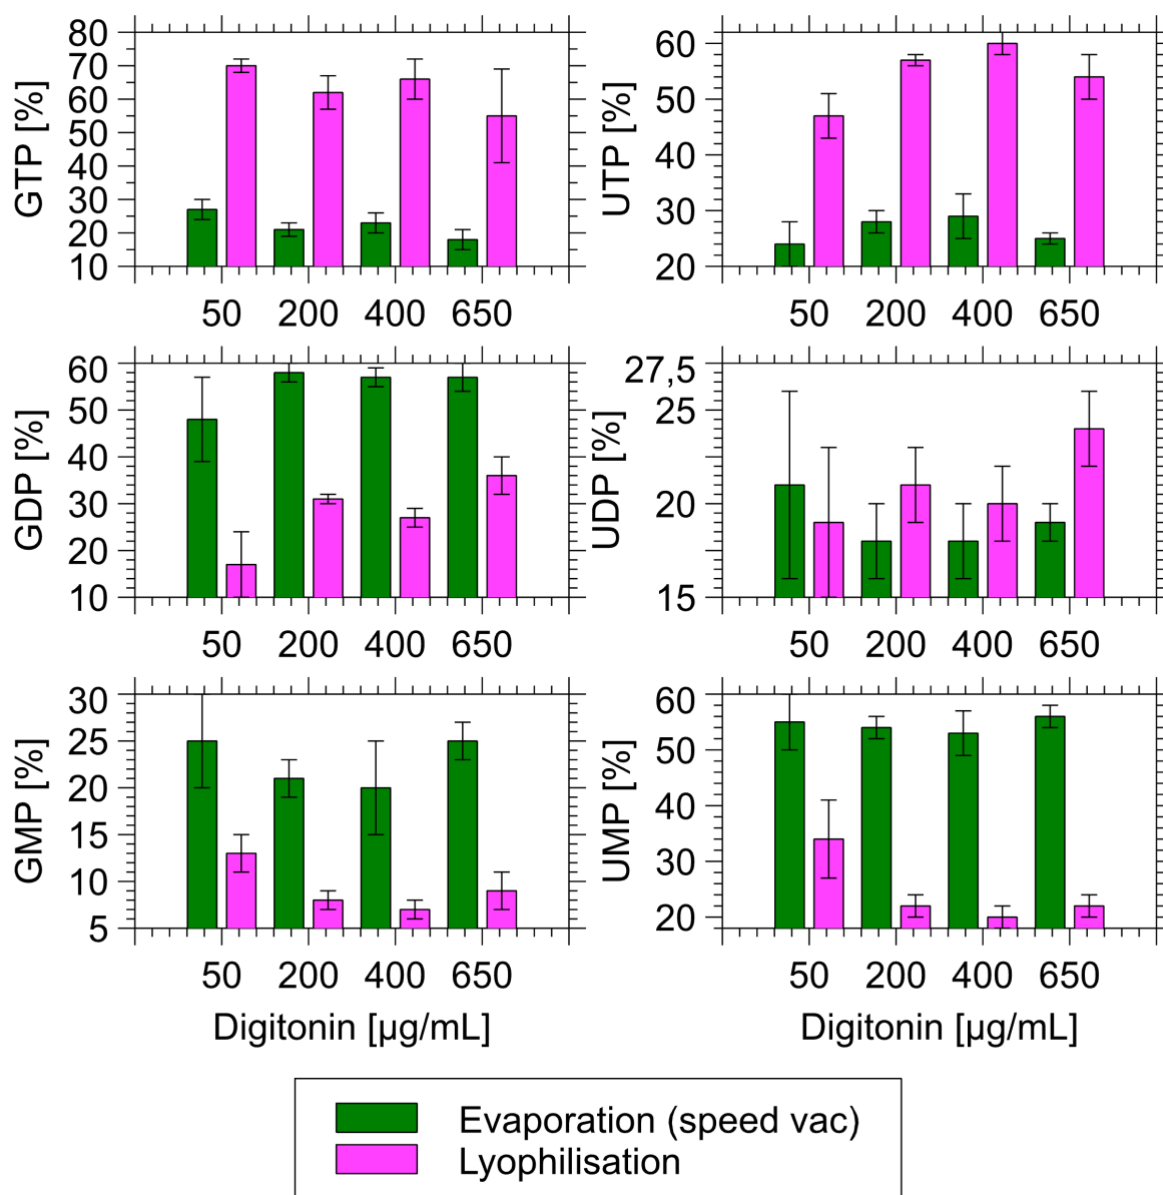 GTP [%]
80
70
60
50
40
30
20
10
50 200 400 650
UTP [%]
60
50
40
30
20
50 200 400 650
GDP [%]
60
50
40
30
20
10
50 200 400 650
UDP [%]
27,5
25
20
15
50 200 400 650
GMP [%]
30
25
20
15
10
5
50 200 400 650
Digitonin [µg/mL]
UMP [%]
60
50
40
30
20
50 200 400 650
Digitonin [µg/mL]
Evaporation (speed vac)
Lyophilisation